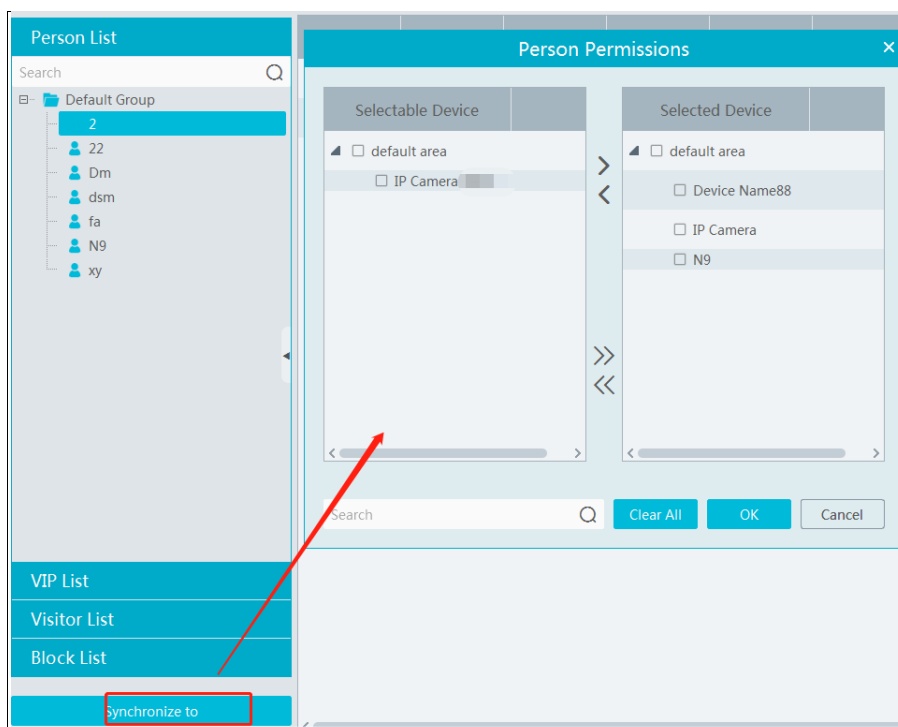 Person List
Search
Default Group
2
22
Dm
dsm
fa
N9
xy
VIP List
Visitor List
Block List
Synchronize to
Person Permissions
Selectable Device
default area
IP Camera
Selected Device
default area
Device Name88
IP Camera
N9
Search
Clear All
OK
Cancel